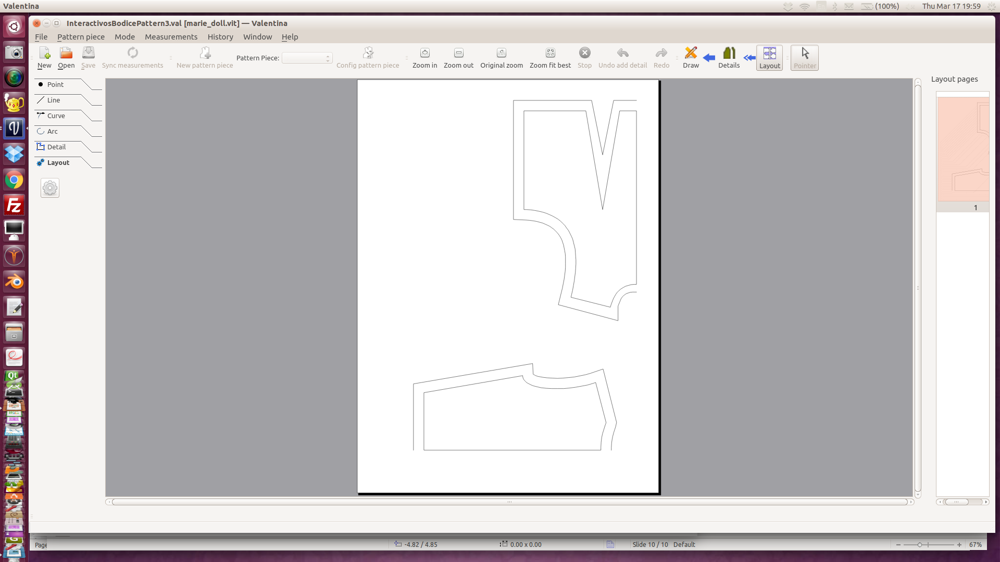 Valentina
(100%)
Thu Mar 17 19:59
InteractivosBodicePattern3.val [marie_doll.vit] — Valentina
File Pattern piece Mode Measurements History Window Help
New Open Save Sync measurements New pattern piece Pattern Piece: Config pattern piece Zoom in Zoom out Original zoom Zoom fit best Stop Undo add detail Redo Draw Details Layout Pointer
Point
Line
Curve
Arc
Detail
Layout
Layout pages
1
Page
-4.82 / 4.85
0.00 x 0.00
Slide 10 / 10
Default
67%